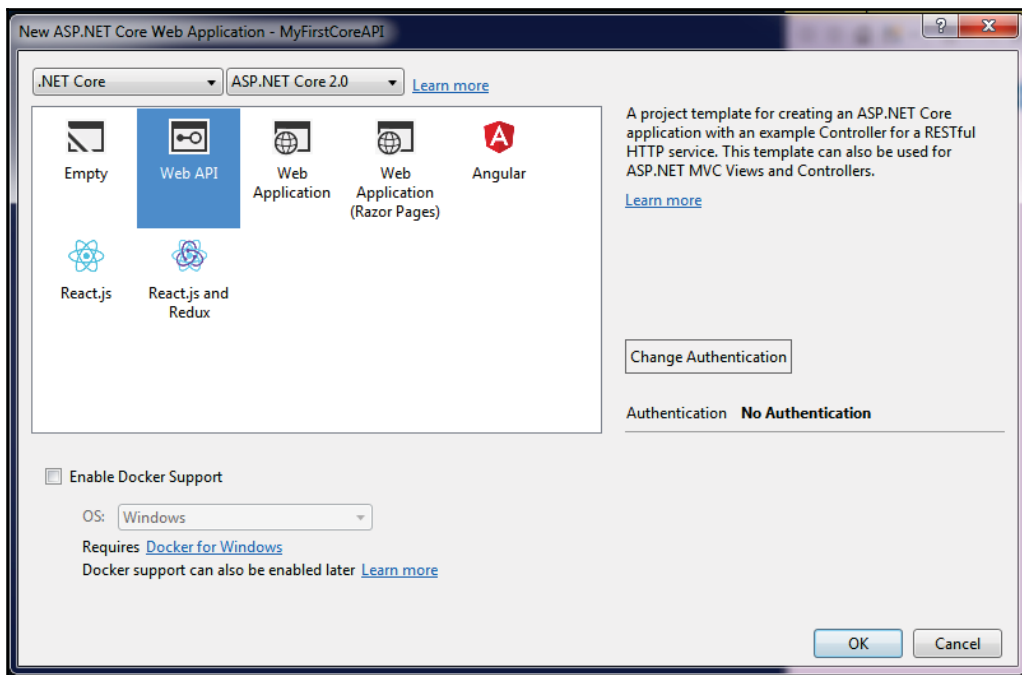 New ASP.NET Core Web Application - MyFirstCoreAPI
.NET Core
ASP.NET Core 2.0
Learn more
Empty
Web API
Web
Application
Web
Application
(Razor Pages)
Angular
React.js
React.js and
Redux
A project template for creating an ASP.NET Core
application with an example Controller for a RESTful
HTTP service. This template can also be used for
ASP.NET MVC Views and Controllers.
Learn more
Change Authentication
Authentication No Authentication
Enable Docker Support
OS: Windows
Requires Docker for Windows
Docker support can also be enabled later Learn more
OK
Cancel